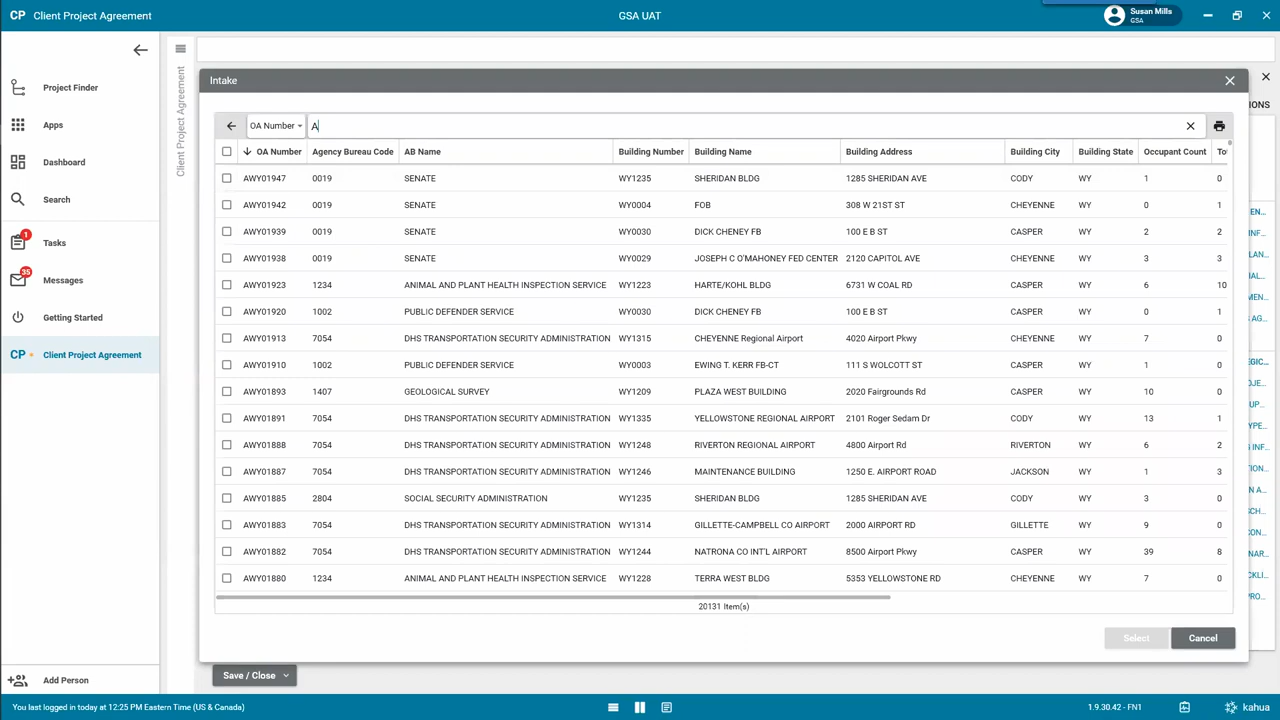 CP Client Project Agreement
GSA UAT
Susan Mills
GSA
Project Finder
Apps
Dashboard
Search
1
Tasks
35
Messages
Getting Started
CP Client Project Agreement
Add Person
Client Project Agreement
Intake
OA Number
A
OA Number Agency Bureau Code AB Name Building Number Building Name Building Address Building Building State Occupant Count
AWY01947 0019 SENATE WY1235 SHERIDAN BLDG 1285 SHERIDAN AVE CODY WY 1 0
AWY01942 0019 SENATE WY0004 FOB 308 W 21ST ST CHEYENNE WY 0 1
AWY01939 0019 SENATE WY0030 DICK CHENEY FB 100 E B ST CASPER WY 2 2
AWY01938 0019 SENATE WY0029 JOSEPH C O'MAHONEY FED CENTER 2120 CAPITOL AVE CHEYENNE WY 3 3
AWY01923 1234 ANIMAL AND PLANT HEALTH INSPECTION SERVICE WY1223 HARTE/KOHL BLDG 6731 W COAL RD CASPER WY 6 10
AWY01920 1002 PUBLIC DEFENDER SERVICE WY0030 DICK CHENEY FB 100 E B ST CASPER WY 0 1
AWY01913 7054 DHS TRANSPORTATION SECURITY ADMINISTRATION WY1315 CHEYENNE Regional Airport 4020 Airport Pkwy CHEYENNE WY 7 0
AWY01910 1002 PUBLIC DEFENDER SERVICE WY0003 EWING T. KERR FB-CT 111 S WOLCOTT ST CASPER WY 1 0
AWY01893 1407 GEOLOGICAL SURVEY WY1209 PLAZA WEST BUILDING 2020 Fairgrounds Rd CASPER WY 10 0
AWY01891 7054 DHS TRANSPORTATION SECURITY ADMINISTRATION WY1335 YELLOWSTONE REGIONAL AIRPORT 2101 Roger Sedam Dr CODY WY 13 1
AWY01888 7054 DHS TRANSPORTATION SECURITY ADMINISTRATION WY1248 RIVERTON REGIONAL AIRPORT 4800 Airport Rd RIVERTON WY 6 2
AWY01887 7054 DHS TRANSPORTATION SECURITY ADMINISTRATION WY1246 MAINTENANCE BUILDING 1250 E. AIRPORT ROAD JACKSON WY 1 3
AWY01885 2804 SOCIAL SECURITY ADMINISTRATION WY1235 SHERIDAN BLDG 1285 SHERIDAN AVE CODY WY 3 0
AWY01883 7054 DHS TRANSPORTATION SECURITY ADMINISTRATION WY1314 GILLETTE-CAMPBELL CO AIRPORT 2000 AIRPORT RD GILLETTE WY 9 0
AWY01882 7054 DHS TRANSPORTATION SECURITY ADMINISTRATION WY1244 NATRONA CO INT'L AIRPORT 8500 Airport Pkwy CASPER WY 39 8
AWY01880 1234 ANIMAL AND PLANT HEALTH INSPECTION SERVICE WY1228 TERRA WEST BLDG 5353 YELLOWSTONE RD CHEYENNE WY 7 0
20131 Item(s)
Select Cancel
Save / Close
You last logged in today at 12:25 PM Eastern Time (US & Canada)
1.9.30.42 - FN1
kahua